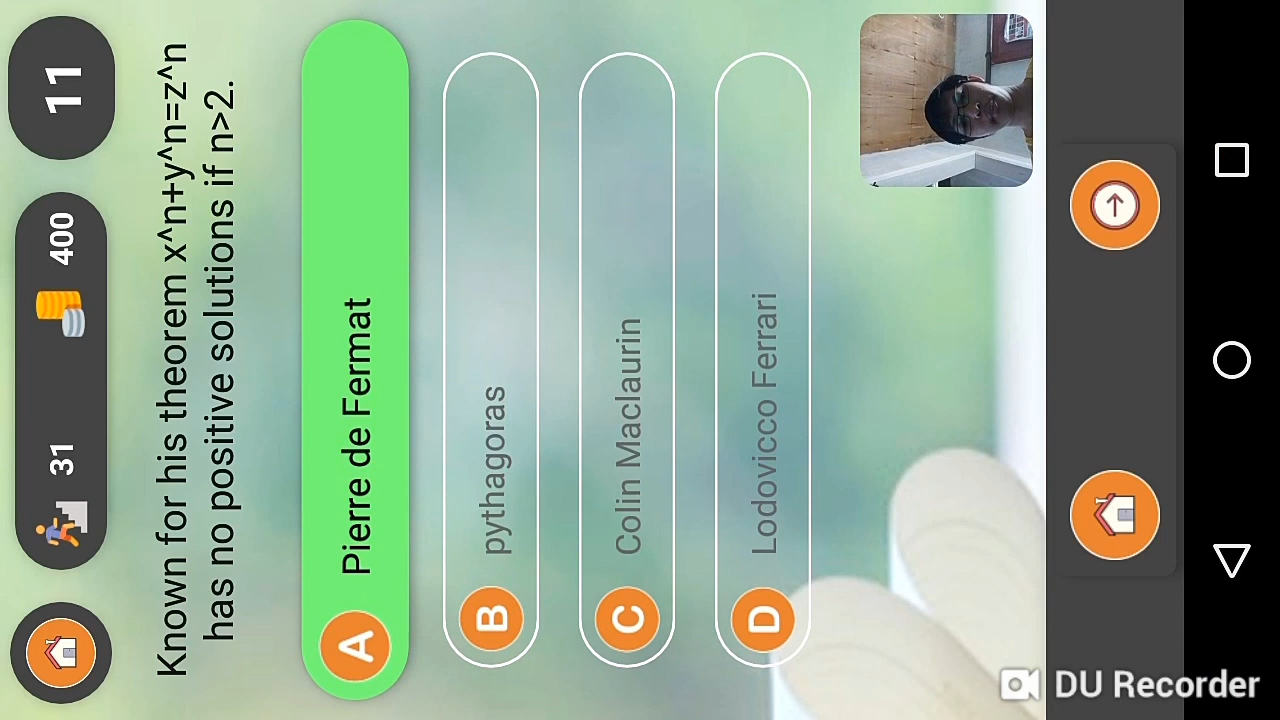 31
400
11
Known for his theorem x^n+y^n=z^n
has no positive solutions if n>2.
A Pierre de Fermat
B pythagoras
C Colin Maclaurin
D Lodovicco Ferrari
DU Recorder